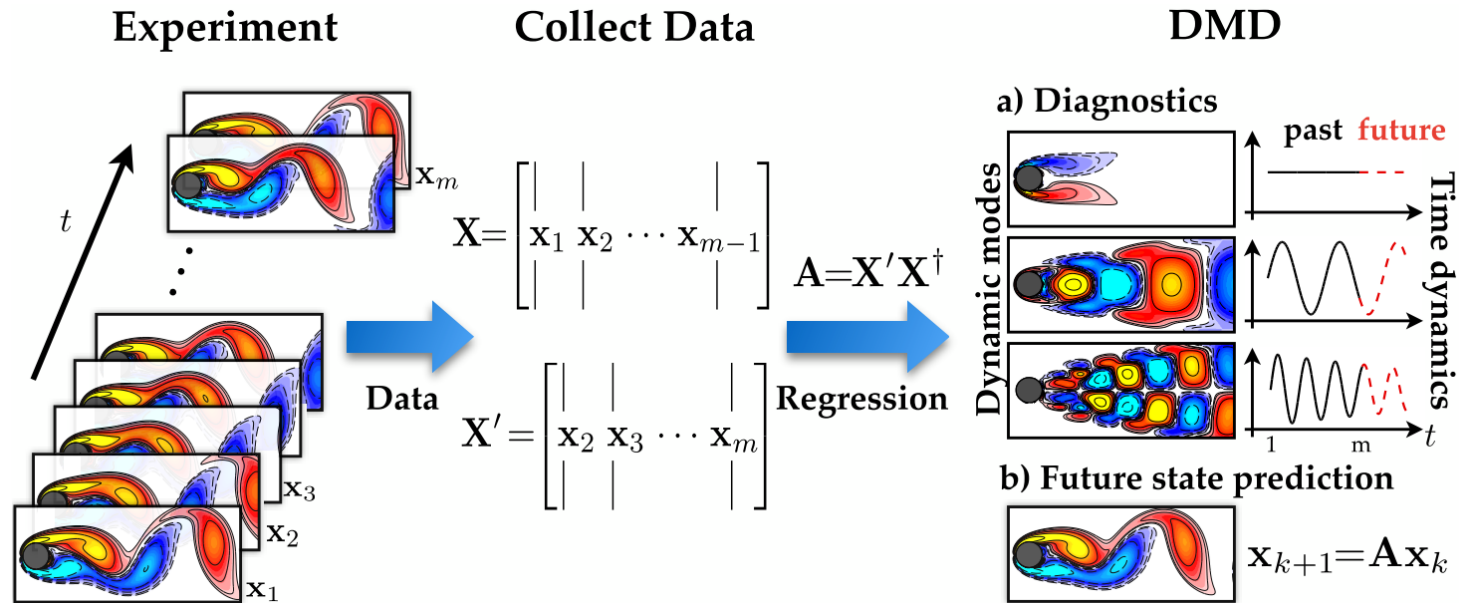 Experiment
Collect Data
DMD
t
x_m
x_3
x_2
x_1
Data
X= [x_1 x_2 ⋯ x_{m−1}]
X′= [x_2 x_3 ⋯ x_m]
A=X′X†
Regression
a) Diagnostics
past future
Dynamic modes
Time dynamics
1 m t
b) Future state prediction
x_{k+1}=Ax_k